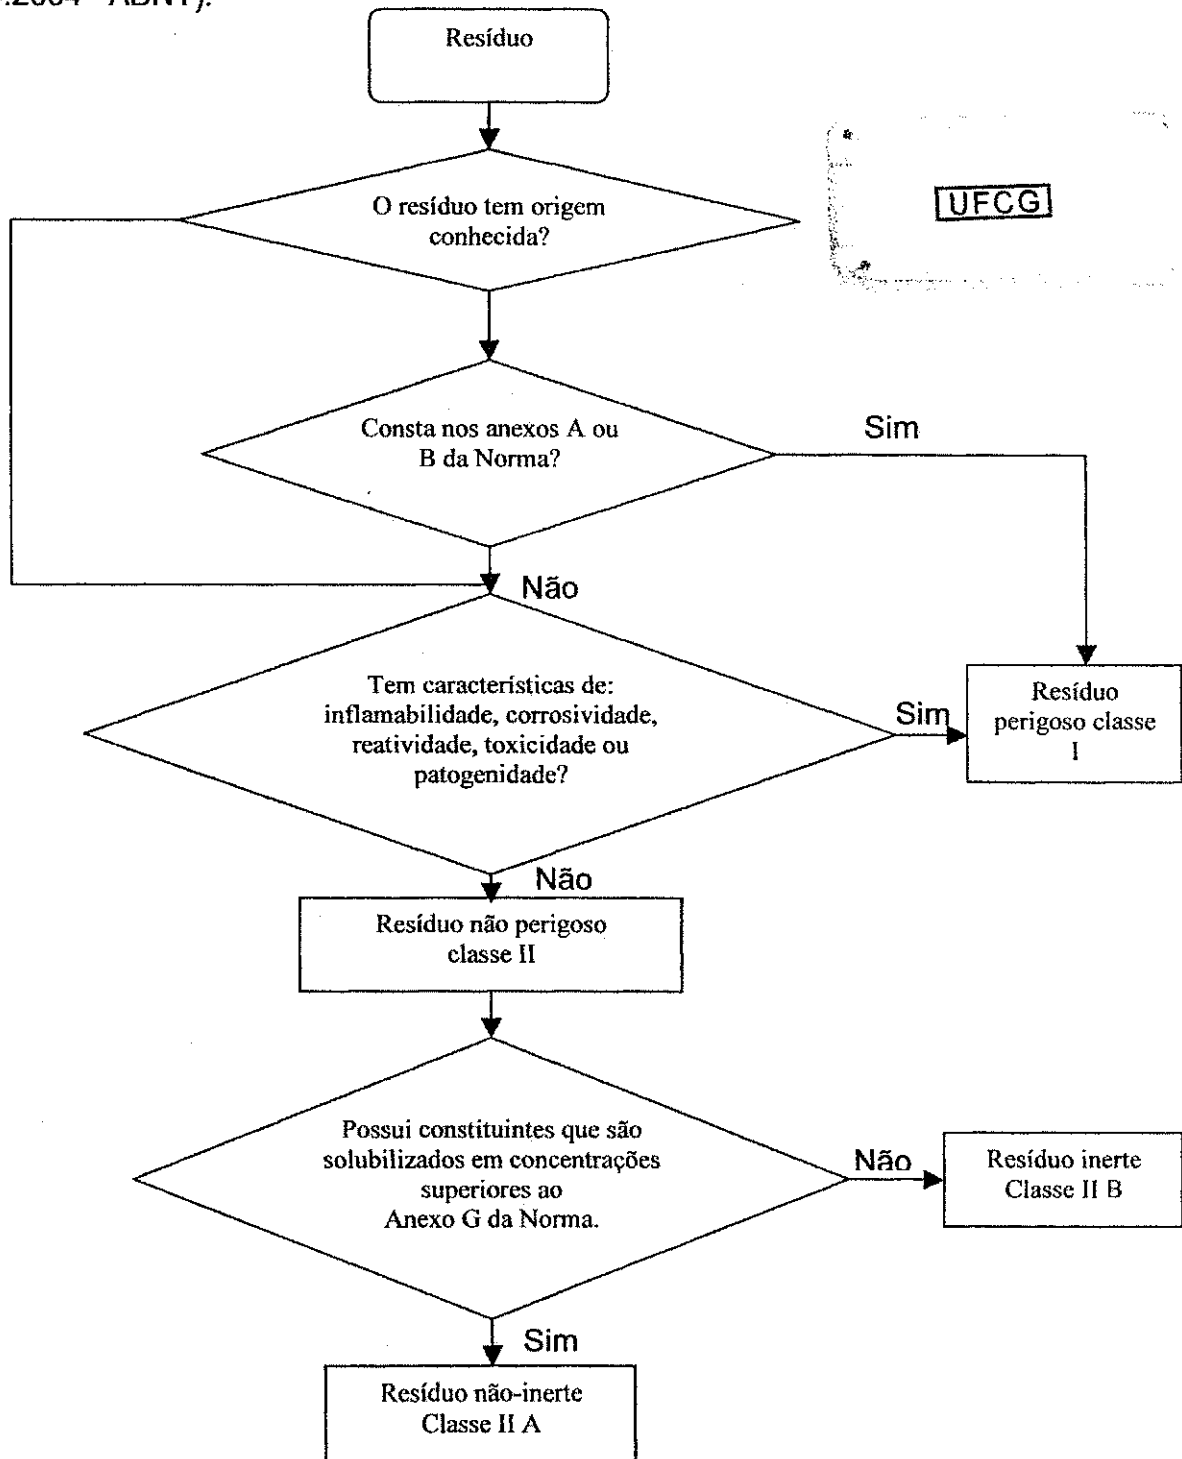 Resíduo
UFCG
O resíduo tem origem
conhecida?
Consta nos anexos A ou
B da Norma?
Sim
Não
Tem características de:
inflamabilidade, corrosividade,
reatividade, toxicidade ou
patogenidade?
Sim
Resíduo
perigoso classe
I
Não
Resíduo não perigoso
classe II
Possui constituintes que são
solubilizados em concentrações
superiores ao
Anexo G da Norma.
Não
Resíduo inerte
Classe II B
Sim
Resíduo não-inerte
Classe II A